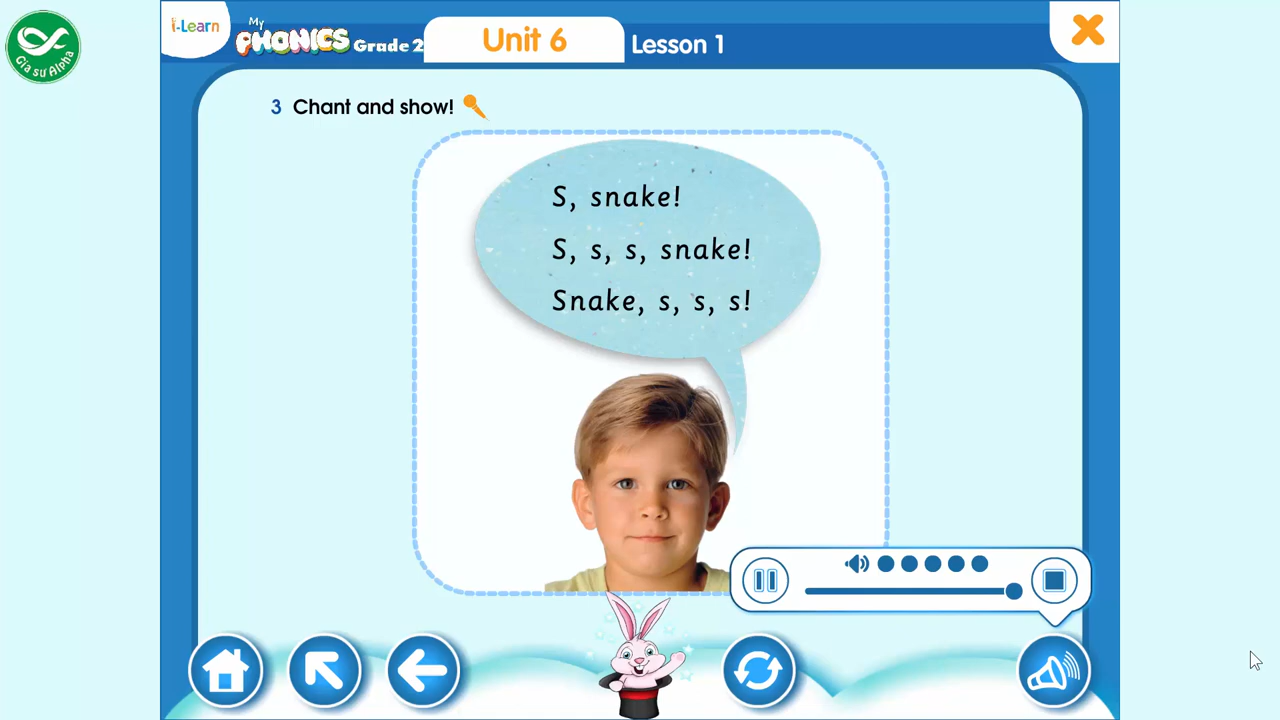 Gia sư Alpha
i-Learn
My
PHONICS Grade 2
Unit 6
Lesson 1
3 Chant and show!
S, snake!
S, s, s, snake!
Snake, s, s, s!